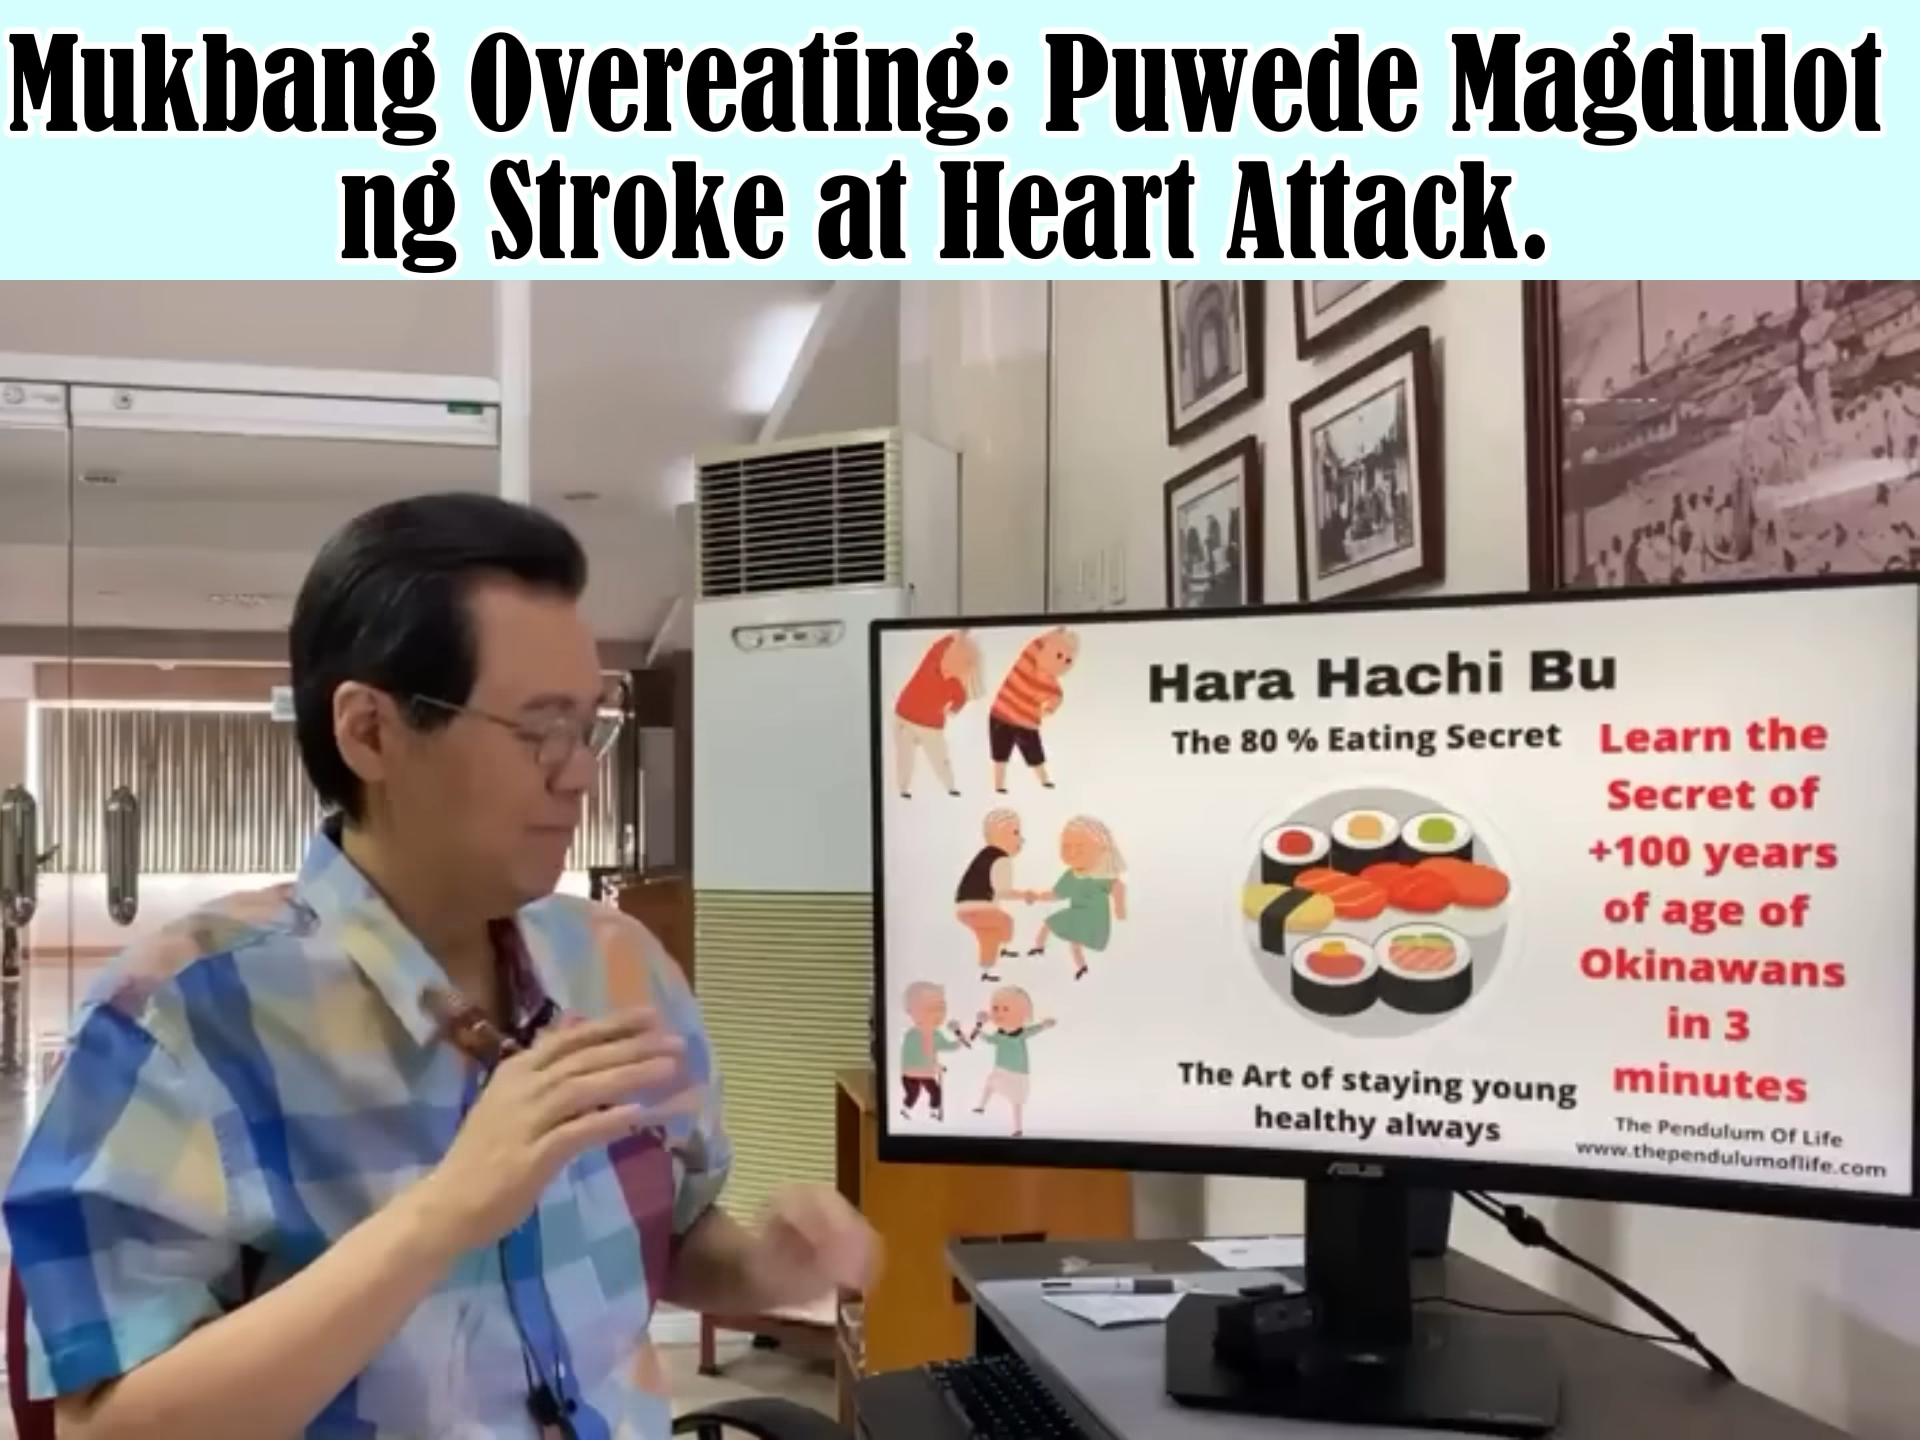 Mukbang Overeating: Puwede Magdulot
ng Stroke at Heart Attack.
Hara Hachi Bu
The 80 % Eating Secret
Learn the
Secret of
+100 years
of age of
Okinawans
in 3
minutes
The Art of staying young
healthy always
The Pendulum Of Life
www.thependulumoflife.com
ASUS